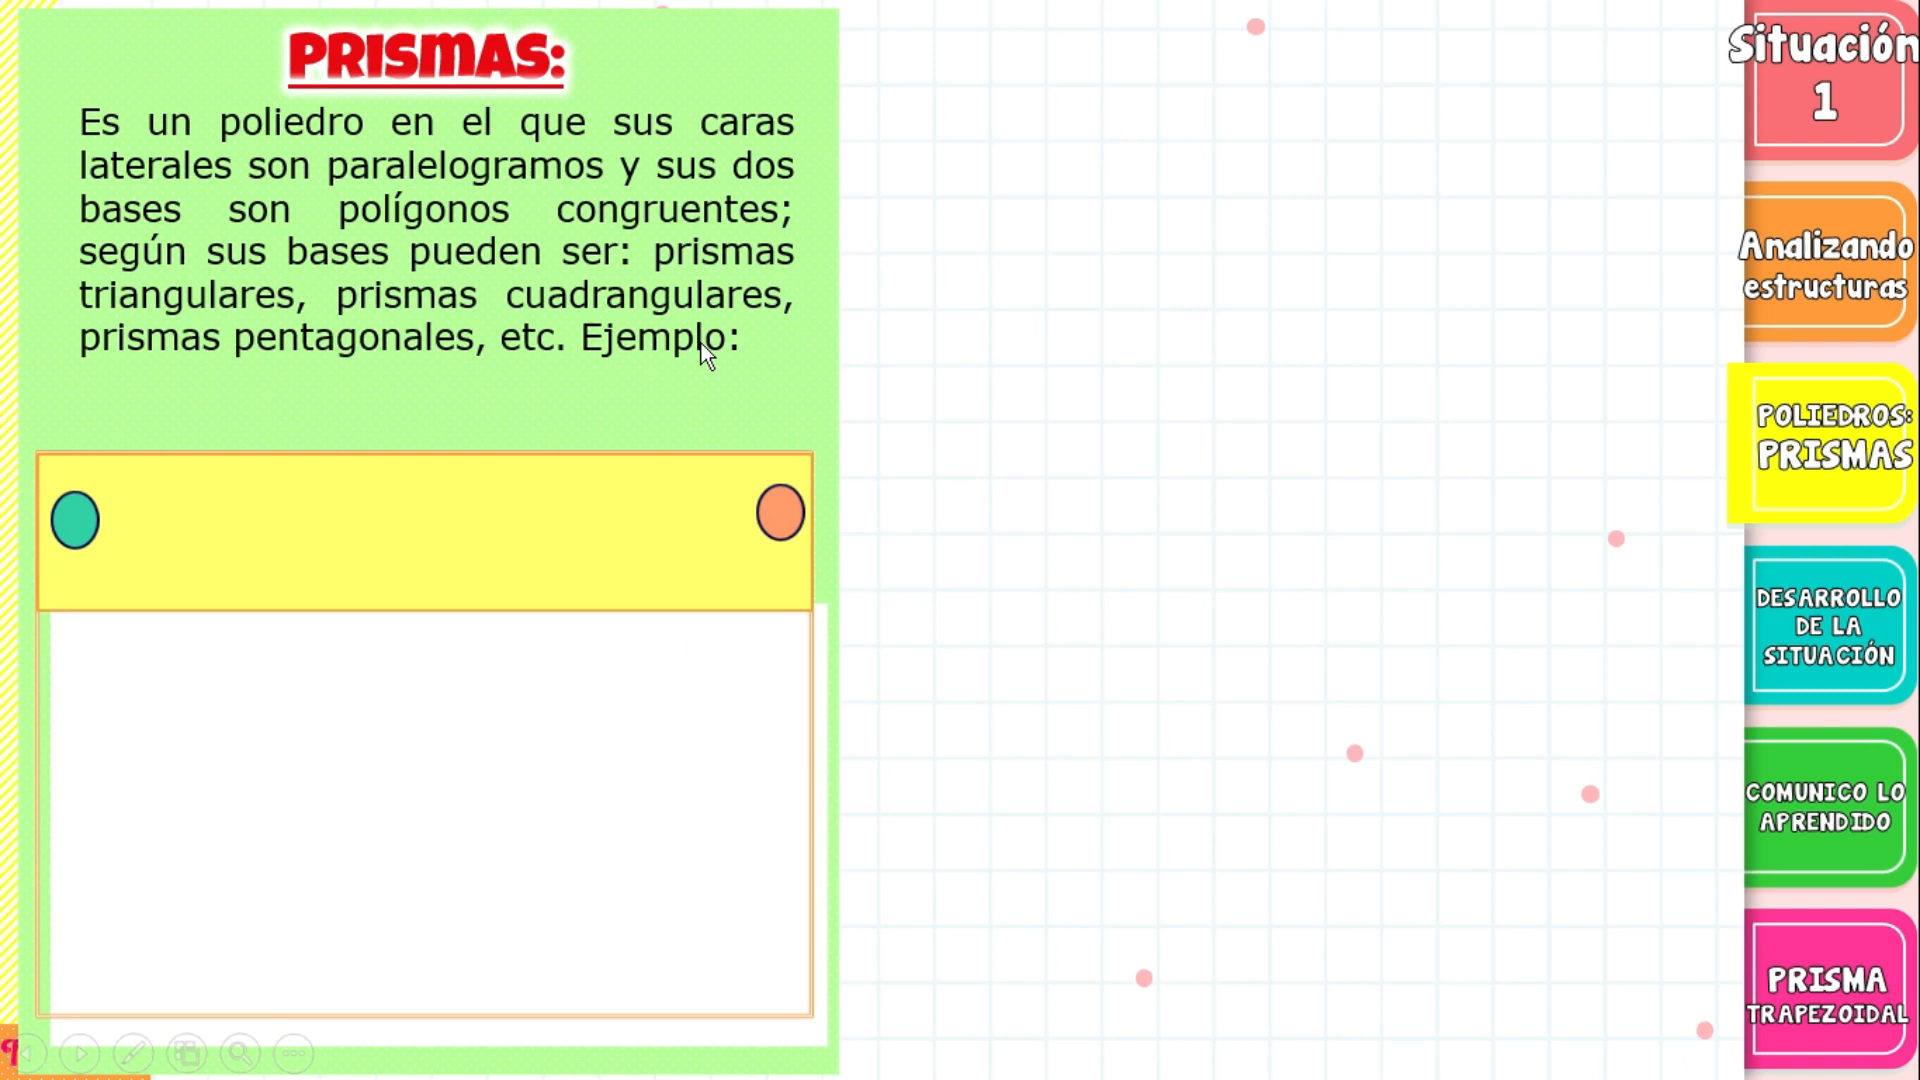 PRISMAS:
Es un poliedro en el que sus caras
laterales son paralelogramos y sus dos
bases son polígonos congruentes;
según sus bases pueden ser: prismas
triangulares, prismas cuadrangulares,
prismas pentagonales, etc. Ejemplo:
Situación
1
Analizando
estructuras
POLIEDROS:
PRISMAS
DESARROLLO
DE LA
SITUACIÓN
COMUNICO LO
APRENDIDO
PRISMA
TRAPEZOIDAL